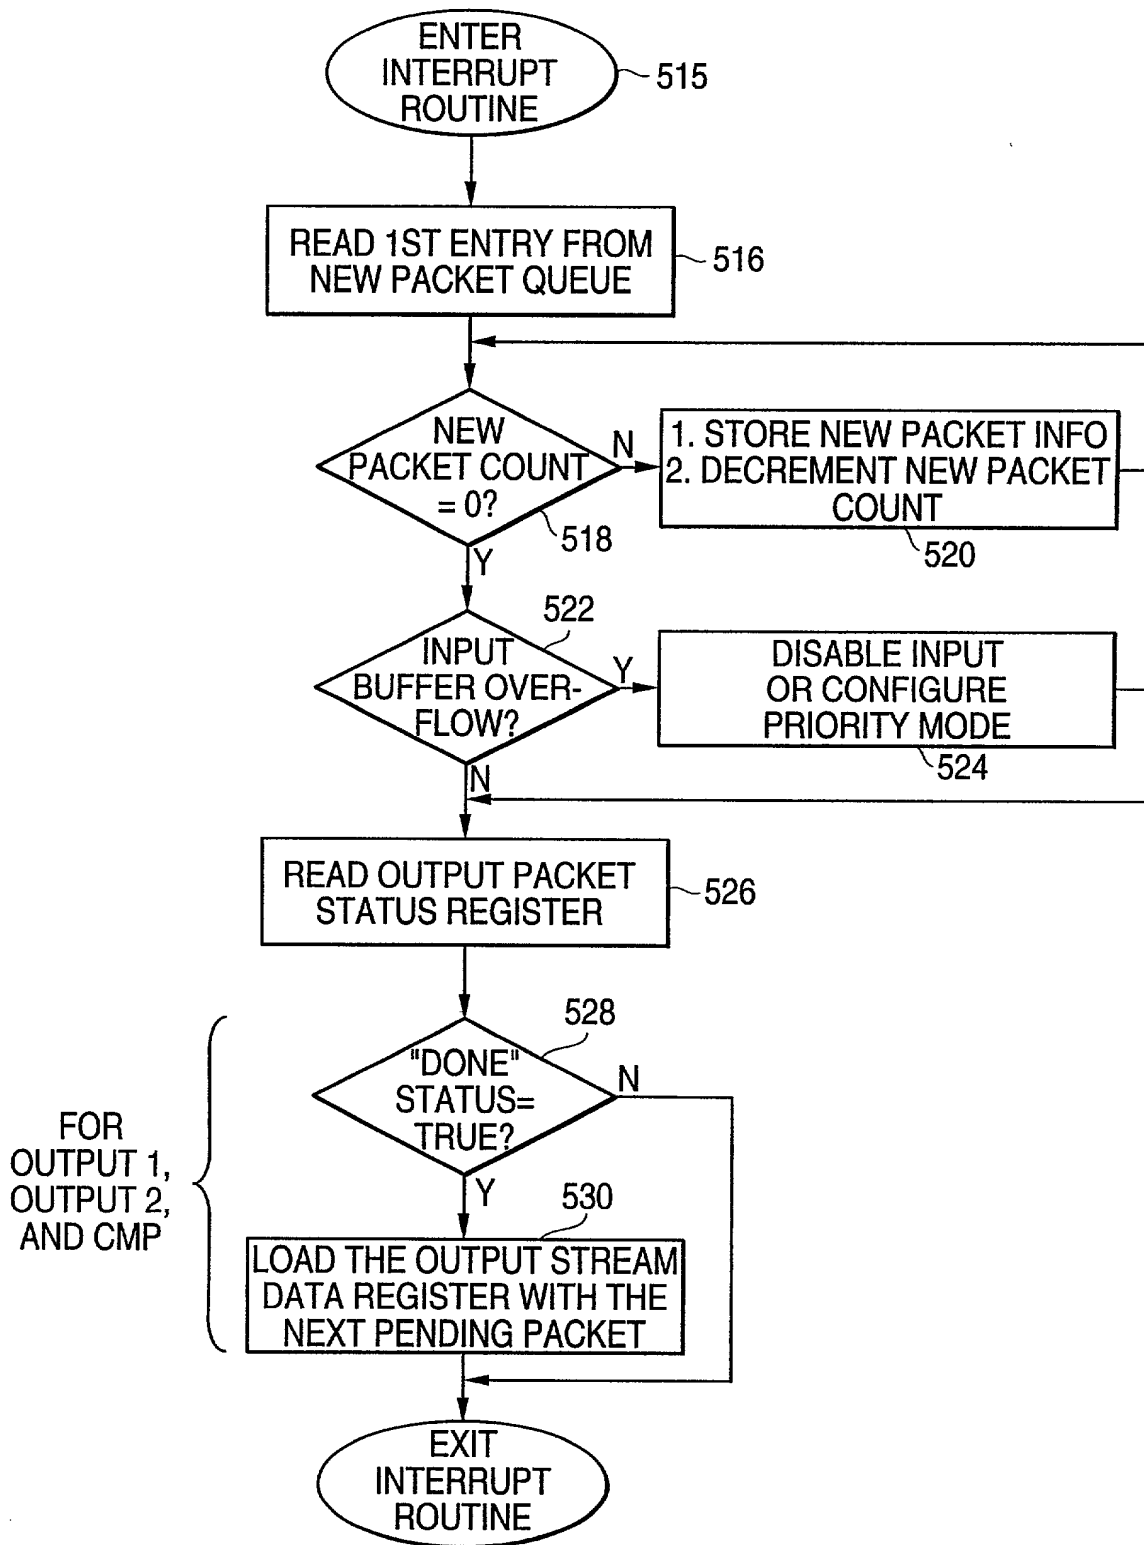 ENTER
INTERRUPT
ROUTINE
515
READ 1ST ENTRY FROM
NEW PACKET QUEUE
516
NEW
PACKET COUNT
= 0?
518
N
Y
1. STORE NEW PACKET INFO
2. DECREMENT NEW PACKET
COUNT
520
INPUT
BUFFER OVER-
FLOW?
522
Y
N
DISABLE INPUT
OR CONFIGURE
PRIORITY MODE
524
READ OUTPUT PACKET
STATUS REGISTER
526
"DONE"
STATUS=
TRUE?
528
N
Y
FOR
OUTPUT 1,
OUTPUT 2,
AND CMP
530
LOAD THE OUTPUT STREAM
DATA REGISTER WITH THE
NEXT PENDING PACKET
EXIT
INTERRUPT
ROUTINE